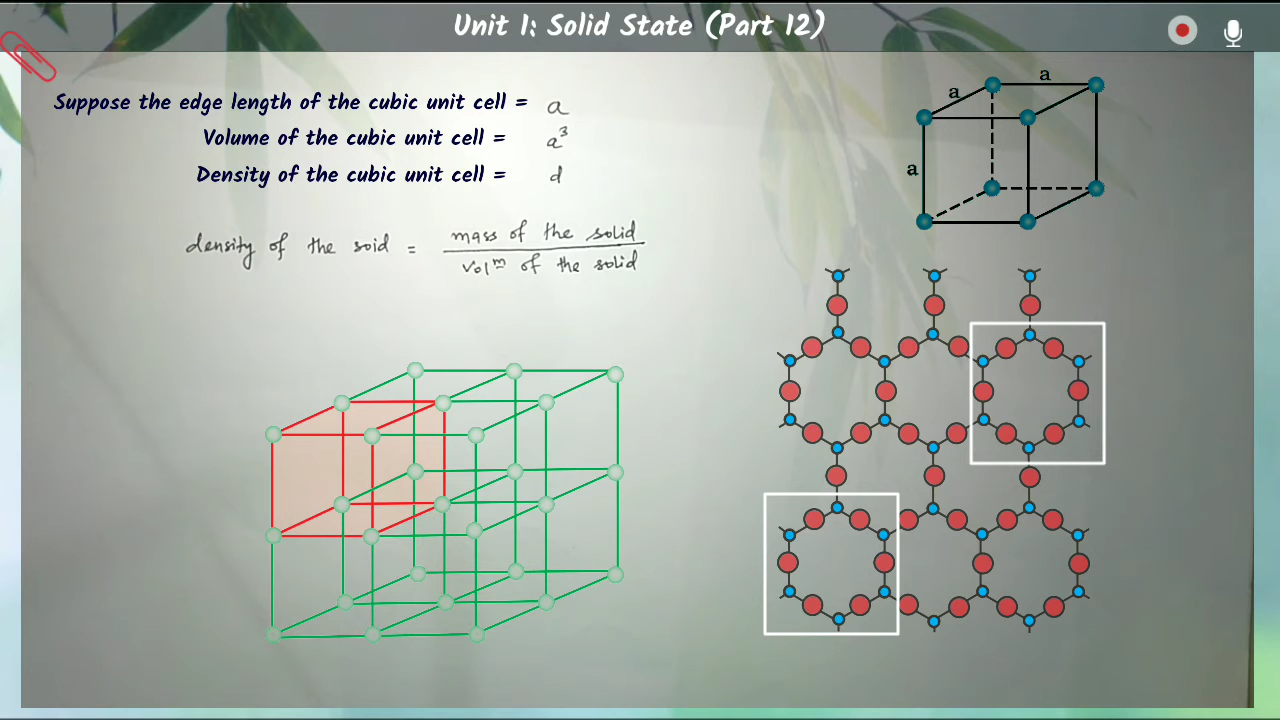 Unit 1: Solid State (Part 12)
Suppose the edge length of the cubic unit cell = a
Volume of the cubic unit cell = a³
Density of the cubic unit cell = d
density of the soid = mass of the solid
volᵐ of the solid
a
a
a